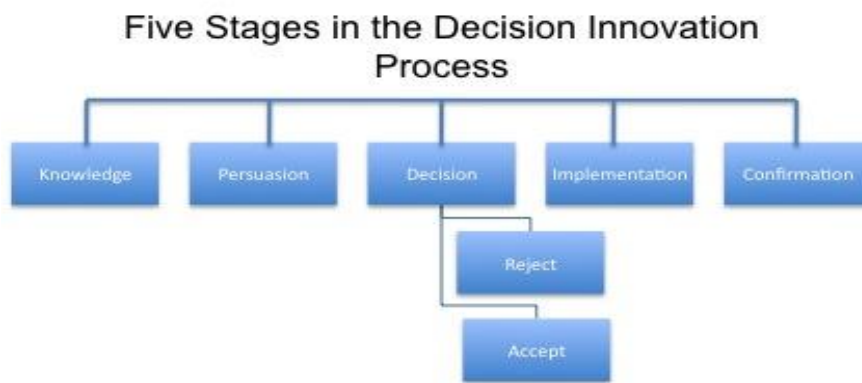 Five Stages in the Decision Innovation
Process
Knowledge
Persuasion
Decision
Implementation
Confirmation
Reject
Accept